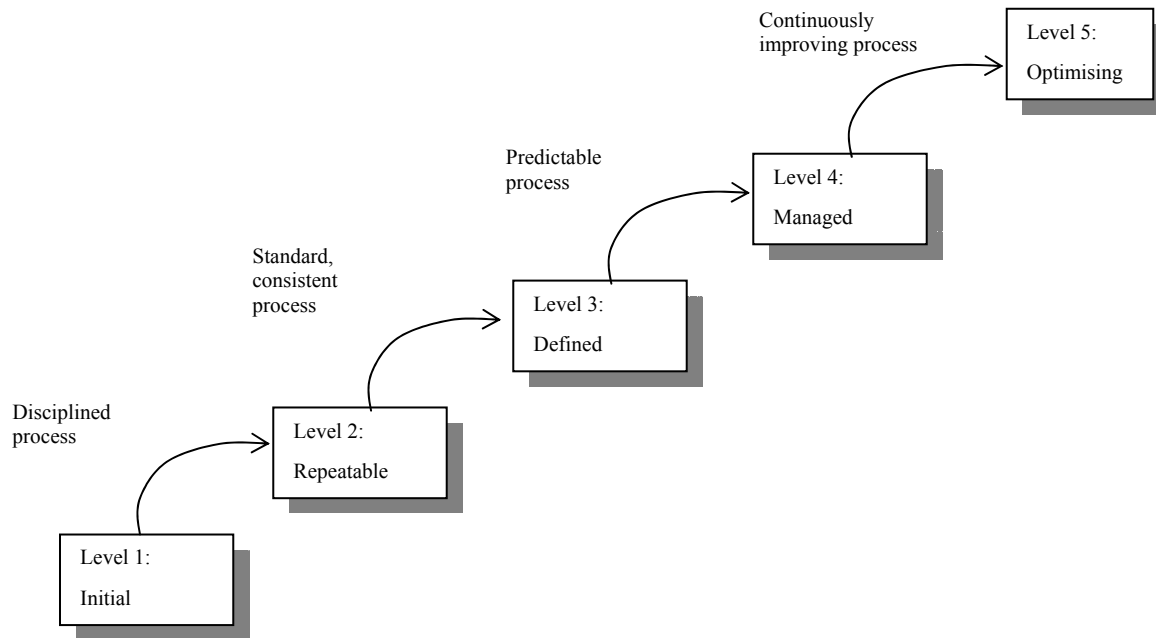 Continuously
improving process
Level 5:
Optimising
Predictable
process
Level 4:
Managed
Standard,
consistent
process
Level 3:
Defined
Disciplined
process
Level 2:
Repeatable
Level 1:
Initial